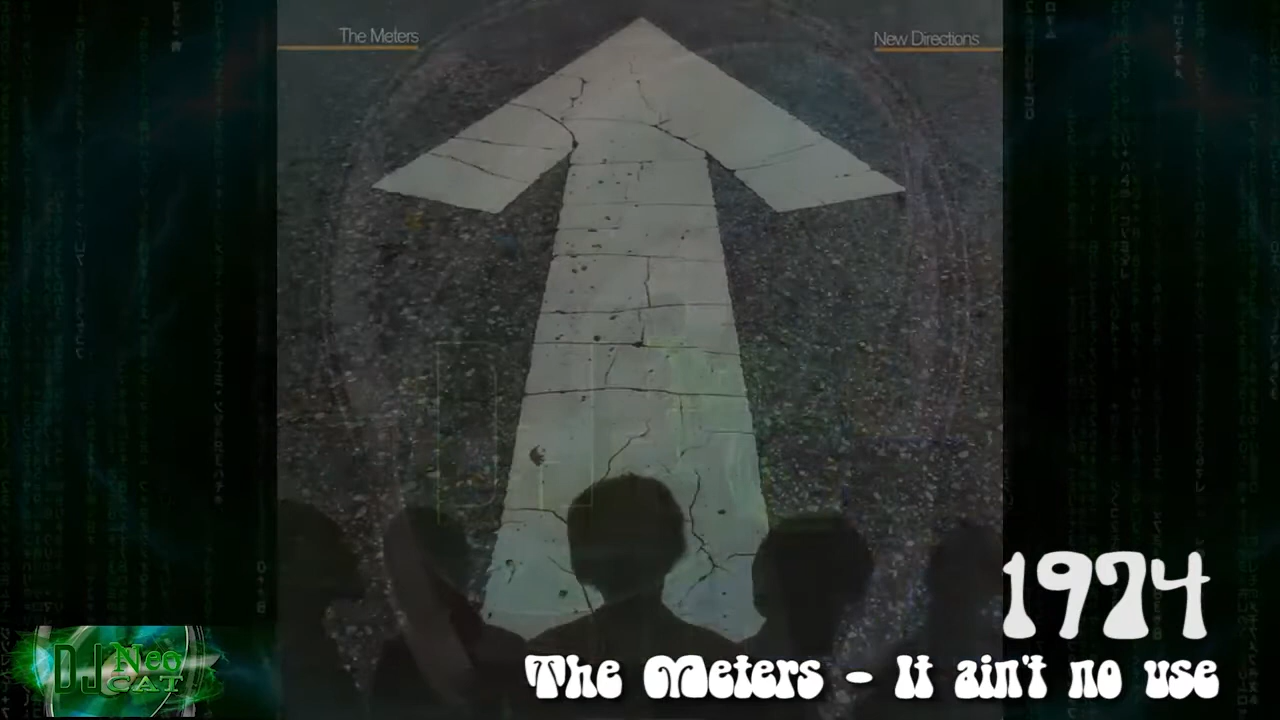 The Meters
New Directions
1974
The Meters - It ain't no use
DJ Neo
CAT